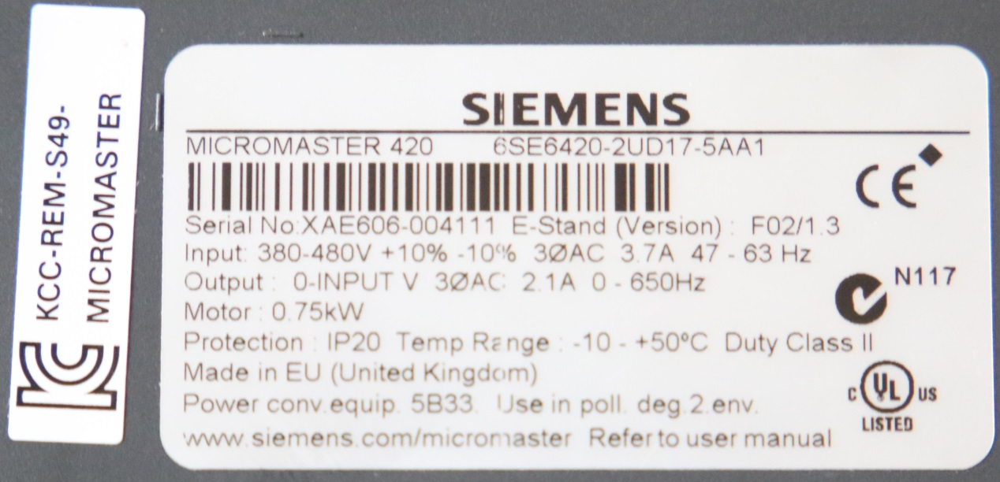 KCC-REM-S49-
MICROMASTER
SIEMENS
MICROMASTER 420 6SE6420-2UD17-5AA1
CE
Serial No:XAE606-004111 E-Stand (Version) : F02/1.3
Input: 380-480V +10% -10% 3ØAC 3.7A 47 - 63 Hz
Output : 0-INPUT V 3ØAC 2.1A 0 - 650Hz
N117
Motor : 0.75kW
Protection : IP20 Temp Range : -10 - +50°C Duty Class II
Made in EU (United Kingdom)
Power conv.equip. 5B33. Use in poll. deg.2.env.
C UL US
LISTED
www.siemens.com/micromaster Refer to user manual